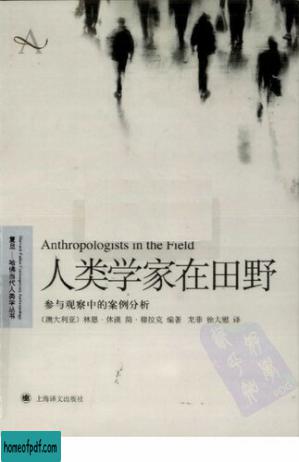 Anthropologists in the Field
人类学家在田野
参与观察中的案例分析
（澳大利亚）林恩·休谟 简·穆拉克 编著 龙菲 徐大慰 译
复旦—哈佛当代人类学丛书
上海译文出版社
homeofpdf.com
homeofpdf.com